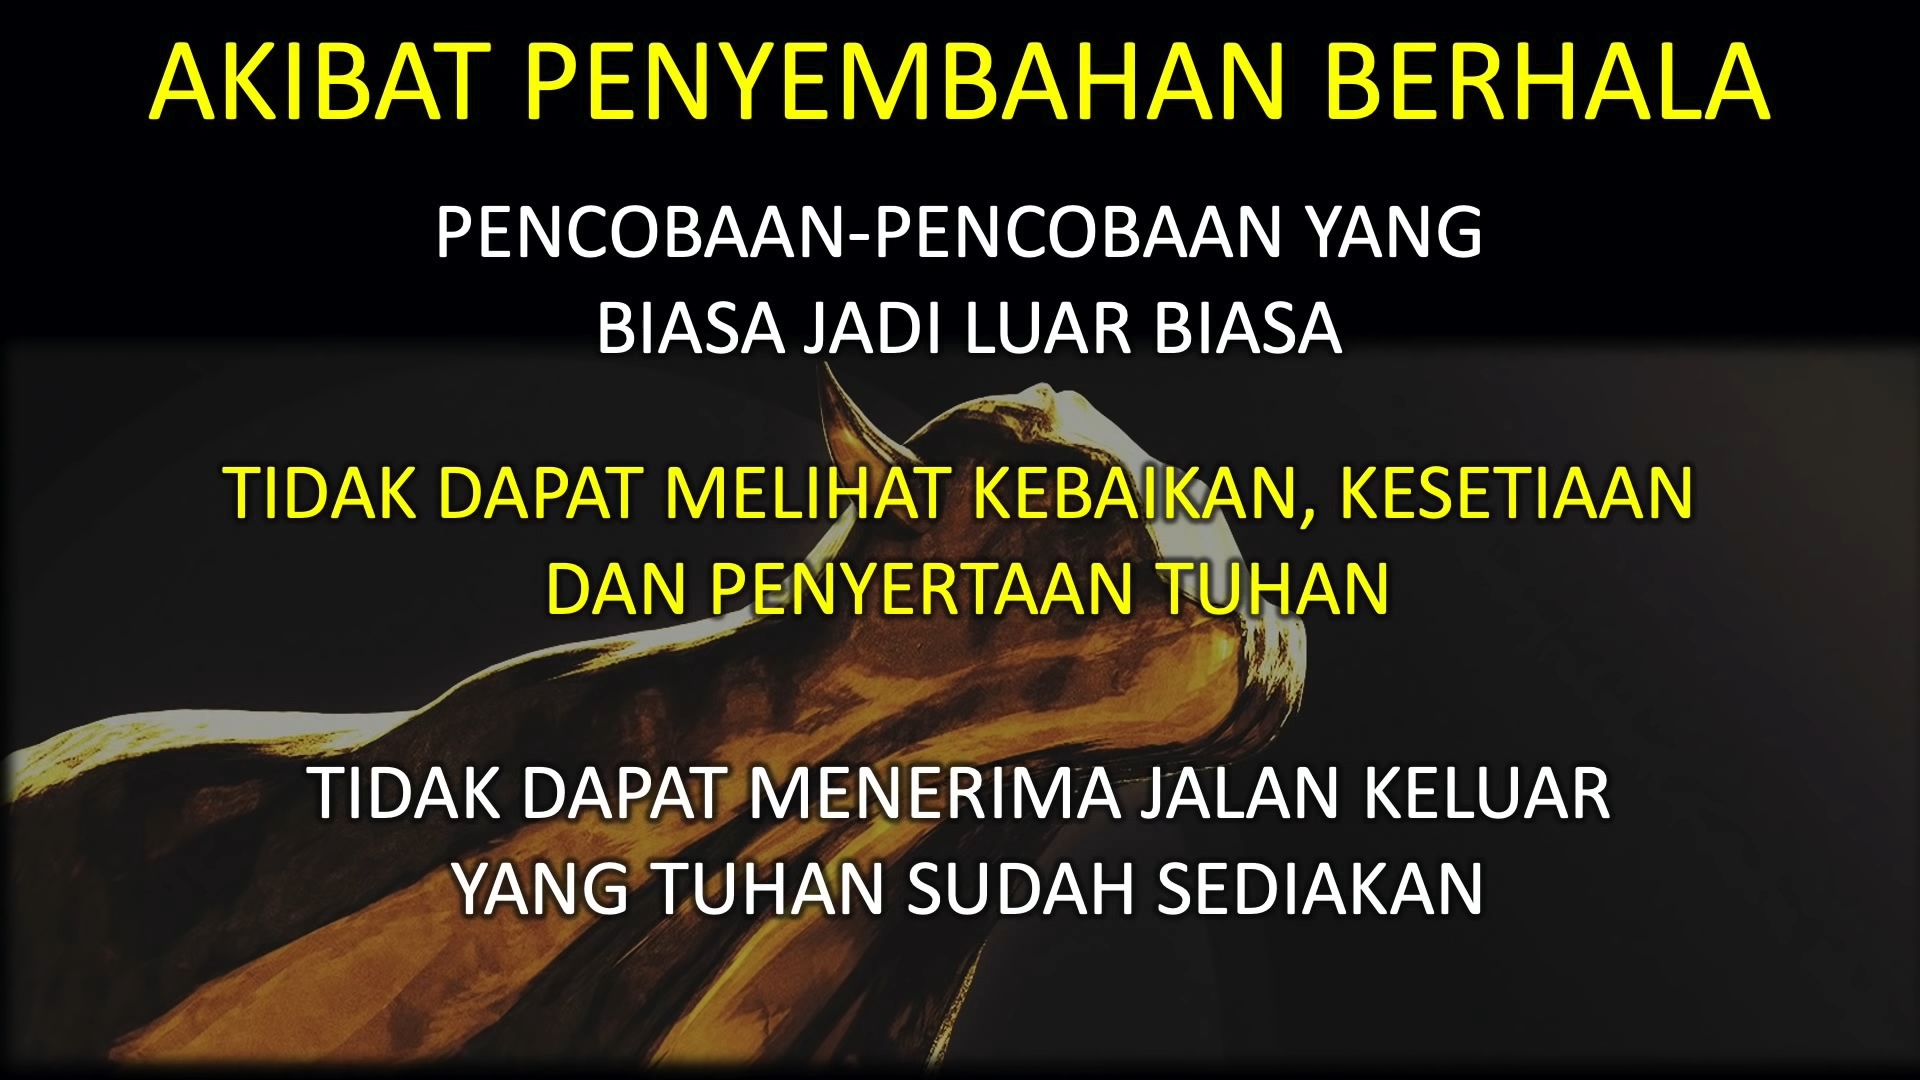 AKIBAT PENYEMBAHAN BERHALA
PENCOBAAN-PENCOBAAN YANG
BIASA JADI LUAR BIASA
TIDAK DAPAT MELIHAT KEBAIKAN, KESETIAAN
DAN PENYERTAAN TUHAN
TIDAK DAPAT MENERIMA JALAN KELUAR
YANG TUHAN SUDAH SEDIAKAN